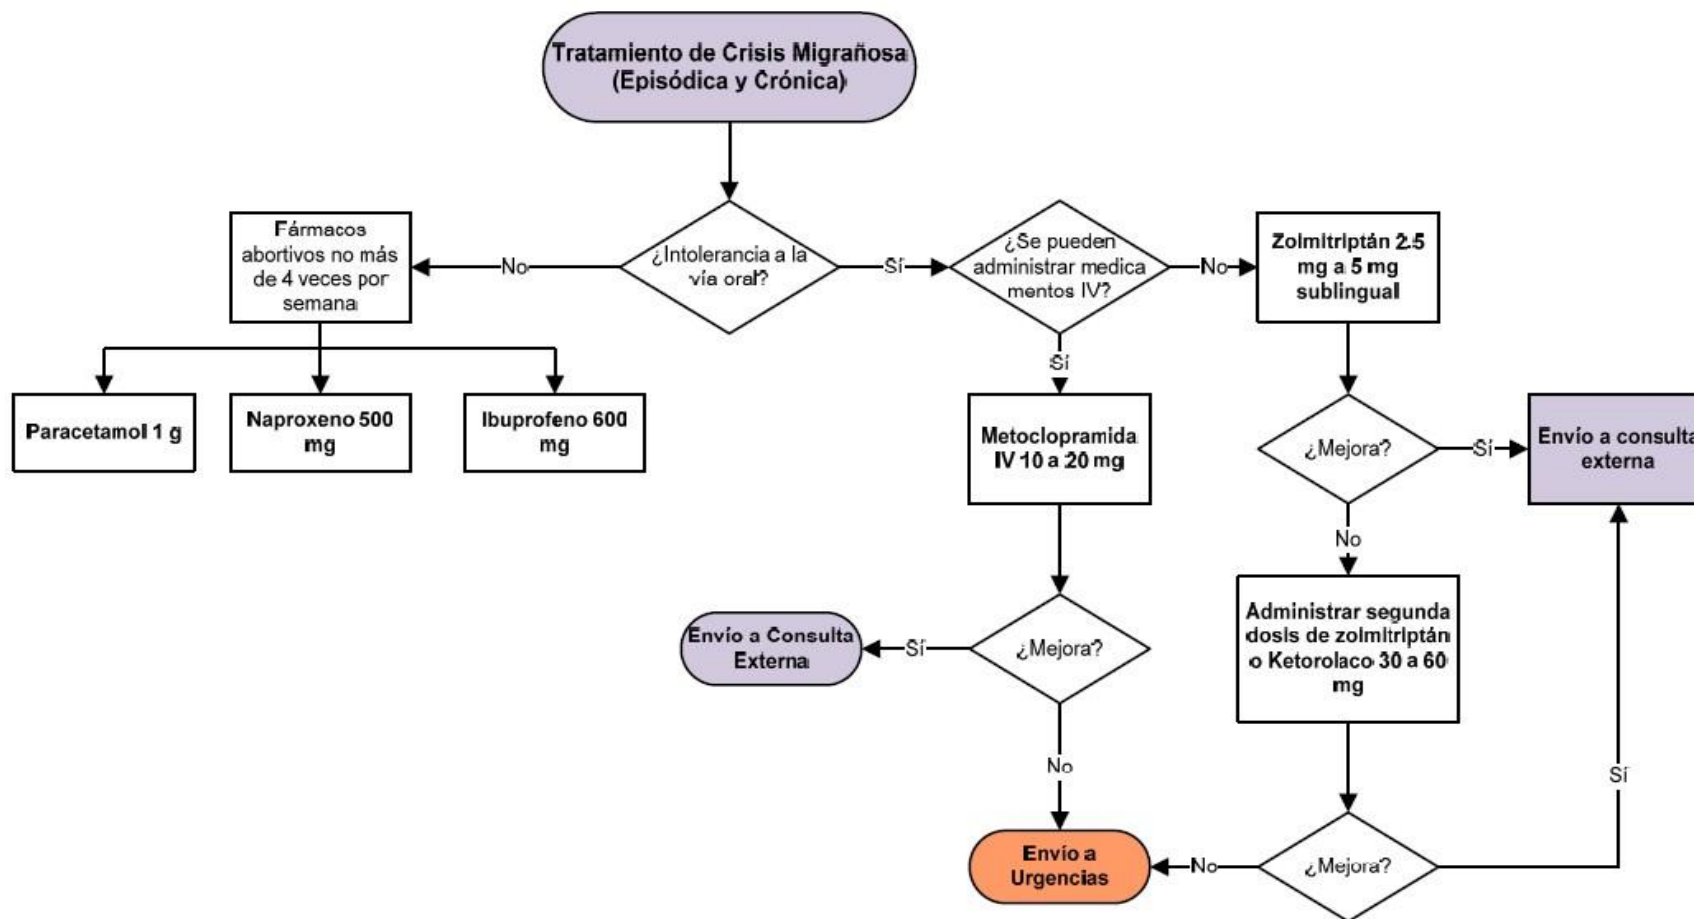 Tratamiento de Crisis Migrañosa
(Episódica y Crónica)
Fármacos
abortivos no más
de 4 veces por
semana
No
¿Intolerancia a la
vía oral?
Sí
¿Se pueden
administrar medica
mentos IV?
No
Zolmitriptán 2.5
mg a 5 mg
sublingual
Sí
Paracetamol 1 g
Naproxeno 500
mg
Ibuprofeno 600
mg
Metoclopramida
IV 10 a 20 mg
¿Mejora?
Sí
Envío a consulta
externa
No
Envío a Consulta
Externa
Sí
¿Mejora?
Administrar segunda
dosis de zolmitriptán
o Ketorolaco 30 a 60
mg
No
Sí
Envío a
Urgencias
No
¿Mejora?